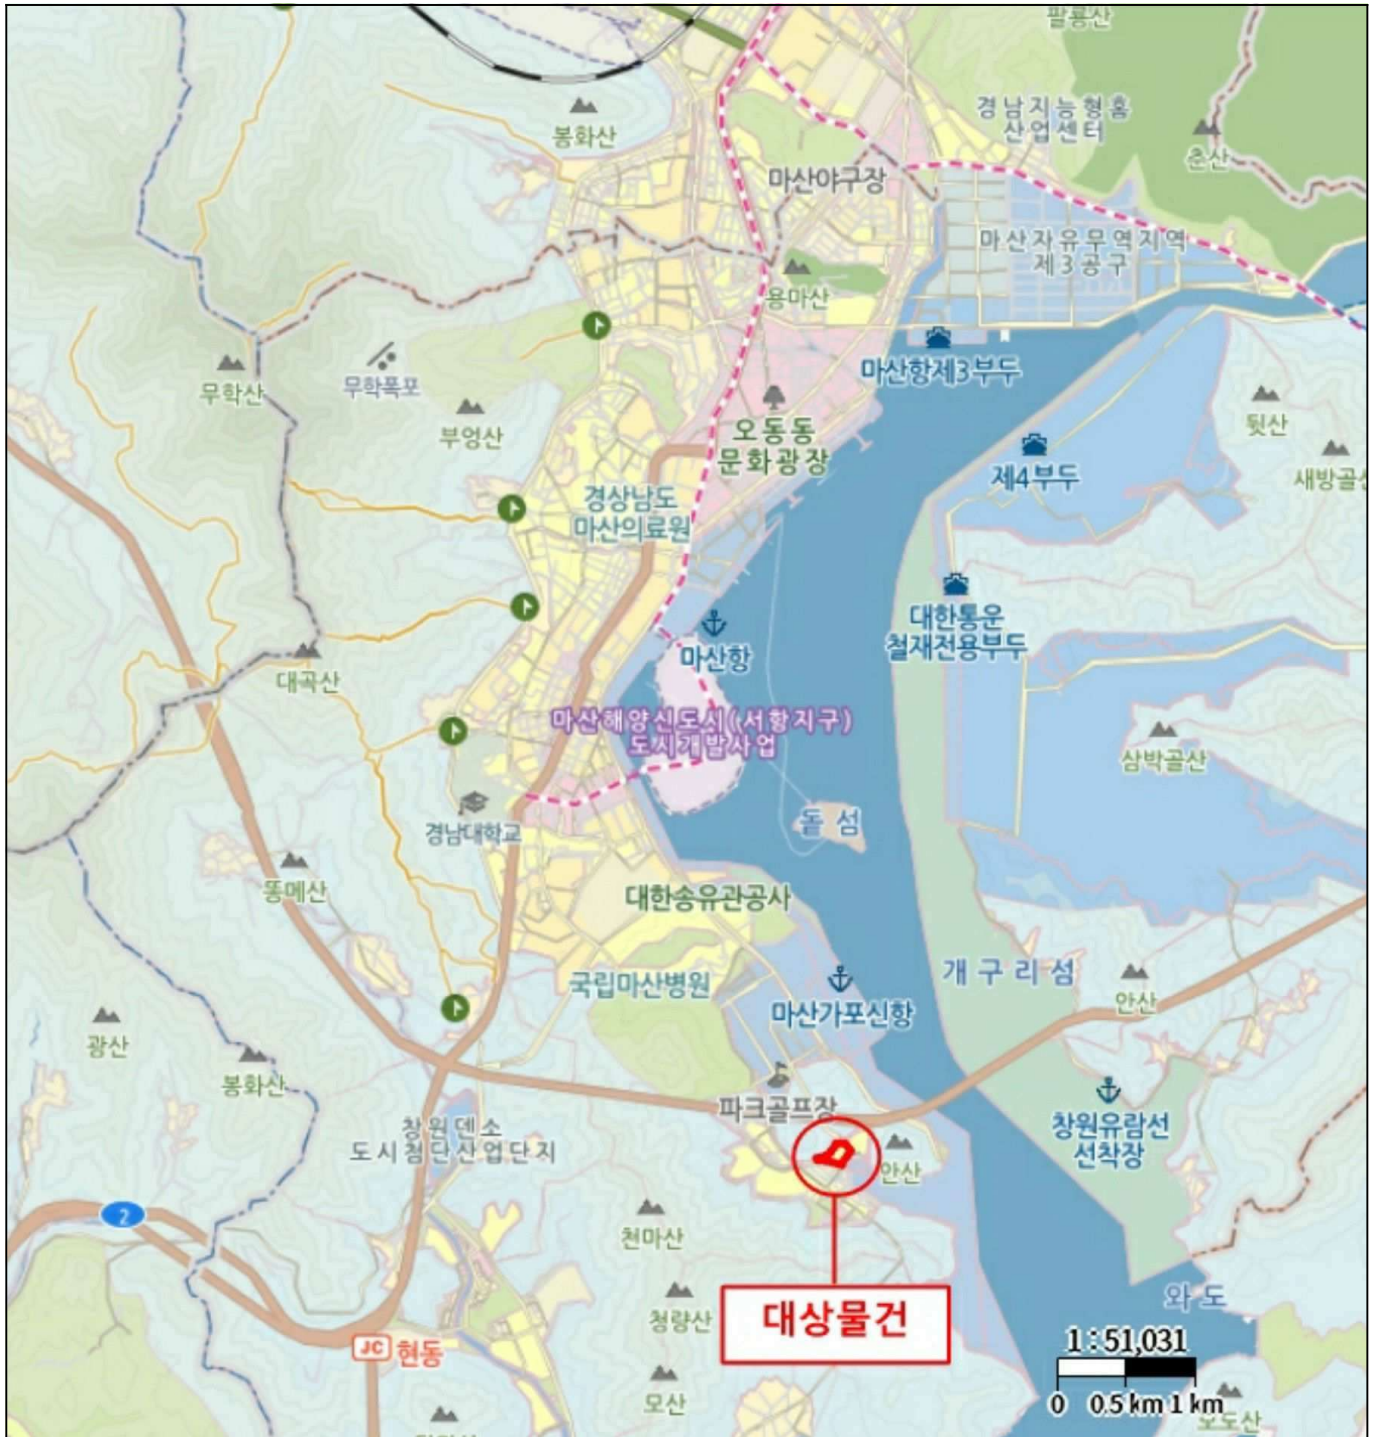 팔룡산
봉화산
경남지능형홈
산업센터
춘산
마산야구장
마산자유무역지역
제3공구
용마산
마산항제3부두
무학산
무학폭포
부엉산
뒷산
오동동
문화광장
제4부두
새방골산
경상남도
마산의료원
대한통운
철재전용부두
마산항
대곡산
마산해양신도시(서항지구)
도시개발사업
삼박골산
돝섬
경남대학교
똥메산
대한송유관공사
개구리섬
국립마산병원
안산
마산가포신항
광산
봉화산
파크골프장
창원유람선
선착장
창원덴소
도시첨단산업단지
안산
2
천마산
와도
청량산
대상물건
1:51,031
JC 현동
모산
0 0.5 km 1 km